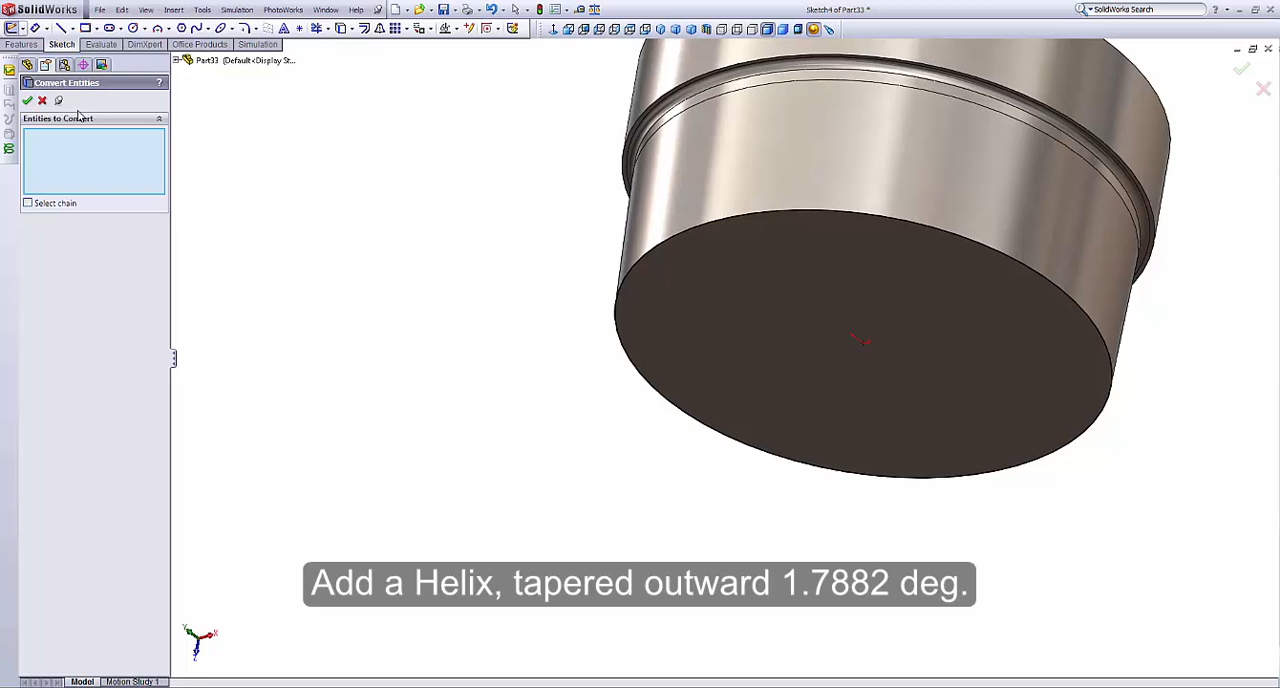 SolidWorks File Edit View Insert Tools Simulation PhotoWorks Window Help Sketch4 of Part33 * SolidWorks Search
Features Sketch Evaluate DimXpert Office Products Simulation
Part33 (Default<Display St...
Convert Entities ?
Entities to Convert
Select chain
Add a Helix, tapered outward 1.7882 deg.
Y X Z
Model Motion Study 1